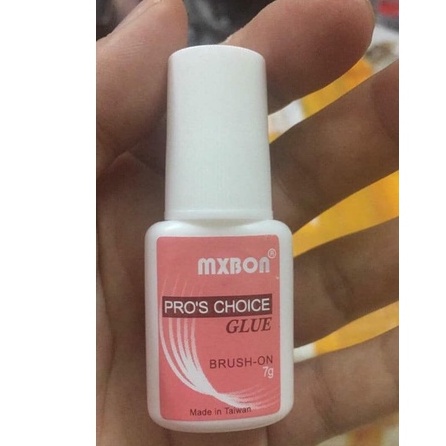 MXBON®
PRO'S CHOICE
GLUE
BRUSH-ON
7g
Made in Taiwan